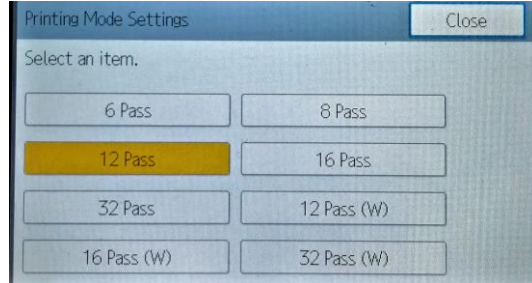 Printing Mode Settings
Close
Select an item.
6 Pass
8 Pass
12 Pass
16 Pass
32 Pass
12 Pass (W)
16 Pass (W)
32 Pass (W)